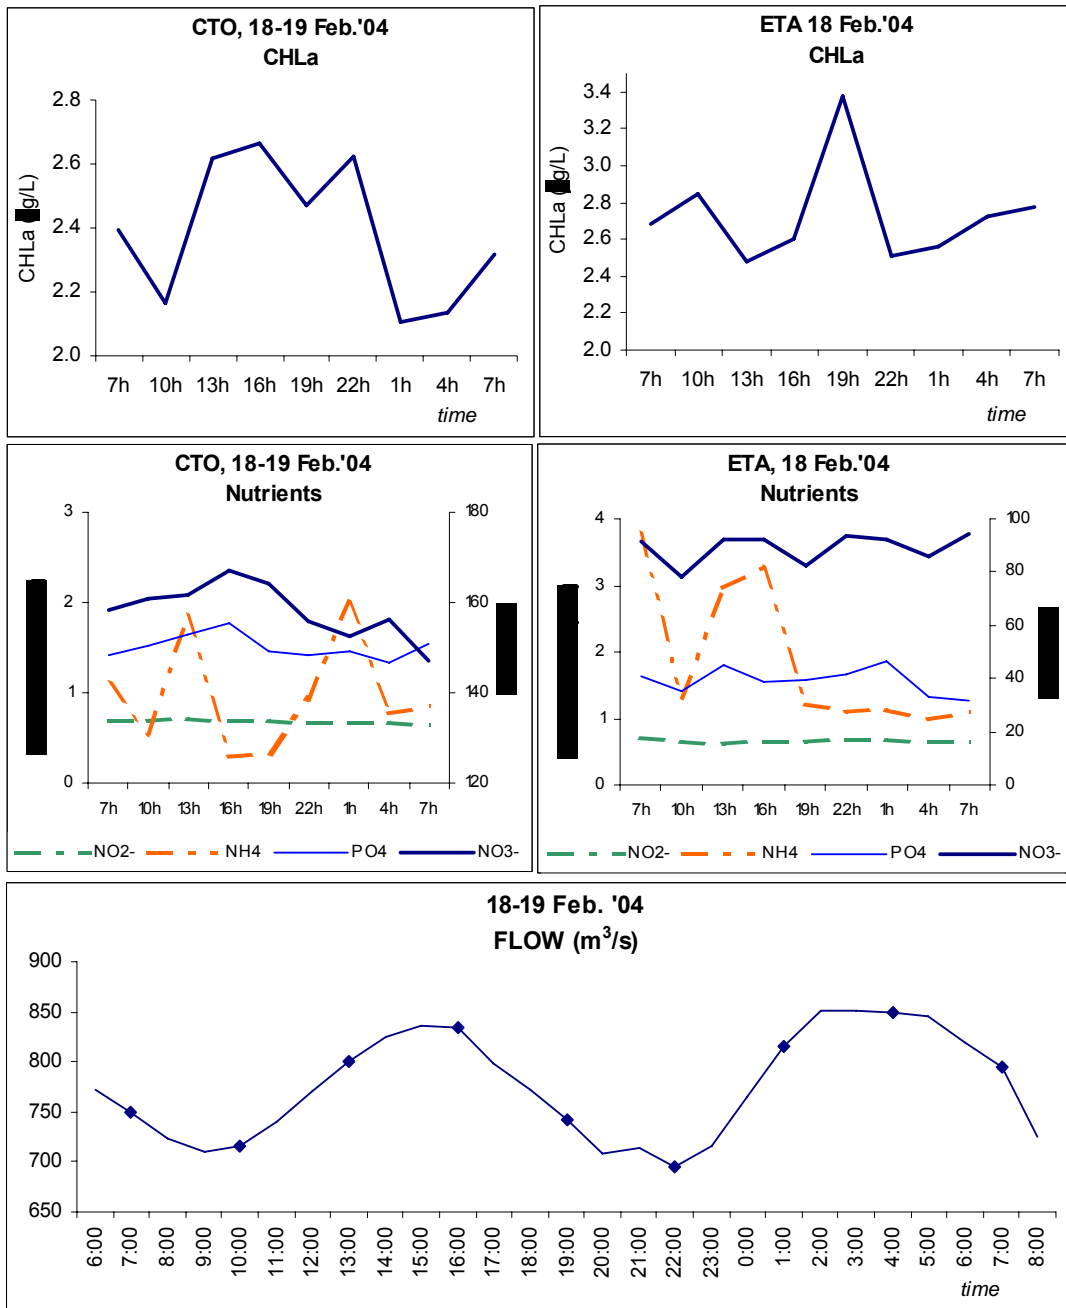 CTO, 18-19 Feb.'04
CHLa
CHLa (g/L)
2.8
2.6
2.4
2.2
2.0
7h 10h 13h 16h 19h 22h 1h 4h 7h
time
ETA 18 Feb.'04
CHLa
CHLa (g/L)
3.4
3.2
3.0
2.8
2.6
2.4
2.2
2.0
7h 10h 13h 16h 19h 22h 1h 4h 7h
time
CTO, 18-19 Feb.'04
Nutrients
3
2
1
0
180
160
140
120
7h 10h 13h 16h 19h 22h 1h 4h 7h
NO2- NH4 PO4 NO3-
ETA, 18 Feb.'04
Nutrients
4
3
2
1
0
100
80
60
40
20
0
7h 10h 13h 16h 19h 22h 1h 4h 7h
NO2- NH4 PO4 NO3-
18-19 Feb. '04
FLOW (m³/s)
900
850
800
750
700
650
6:00 7:00 8:00 9:00 10:00 11:00 12:00 13:00 14:00 15:00 16:00 17:00 18:00 19:00 20:00 21:00 22:00 23:00 0:00 1:00 2:00 3:00 4:00 5:00 6:00 7:00 8:00
time